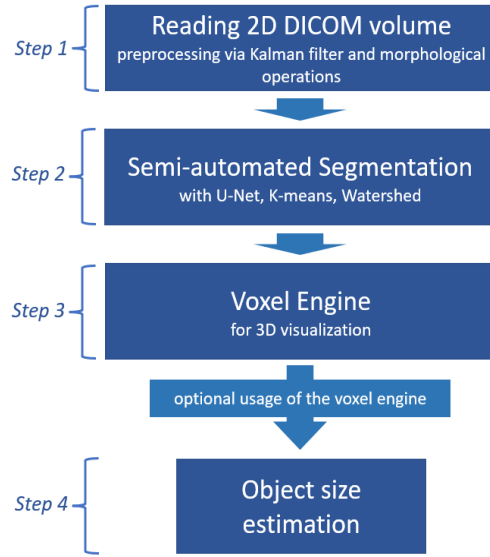 Step 1
Reading 2D DICOM volume
preprocessing via Kalman filter and morphological
operations
Step 2
Semi-automated Segmentation
with U-Net, K-means, Watershed
Step 3
Voxel Engine
for 3D visualization
optional usage of the voxel engine
Step 4
Object size
estimation